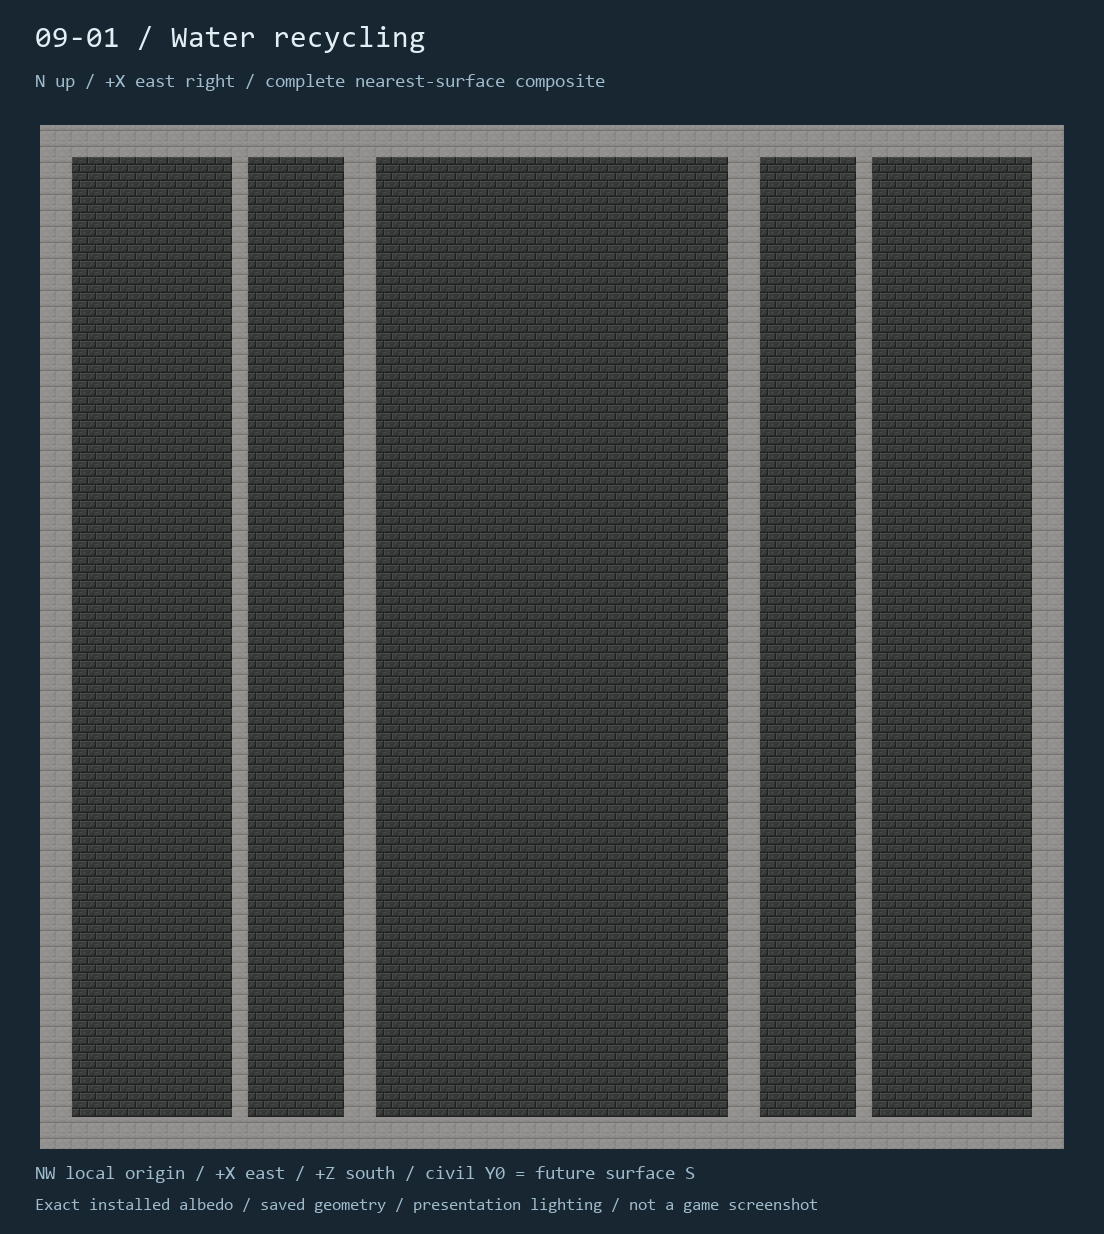 09-01 / Water recycling
N up / +X east right / complete nearest-surface composite
NW local origin / +X east / +Z south / civil Y0 = future surface S
Exact installed albedo / saved geometry / presentation lighting / not a game screenshot